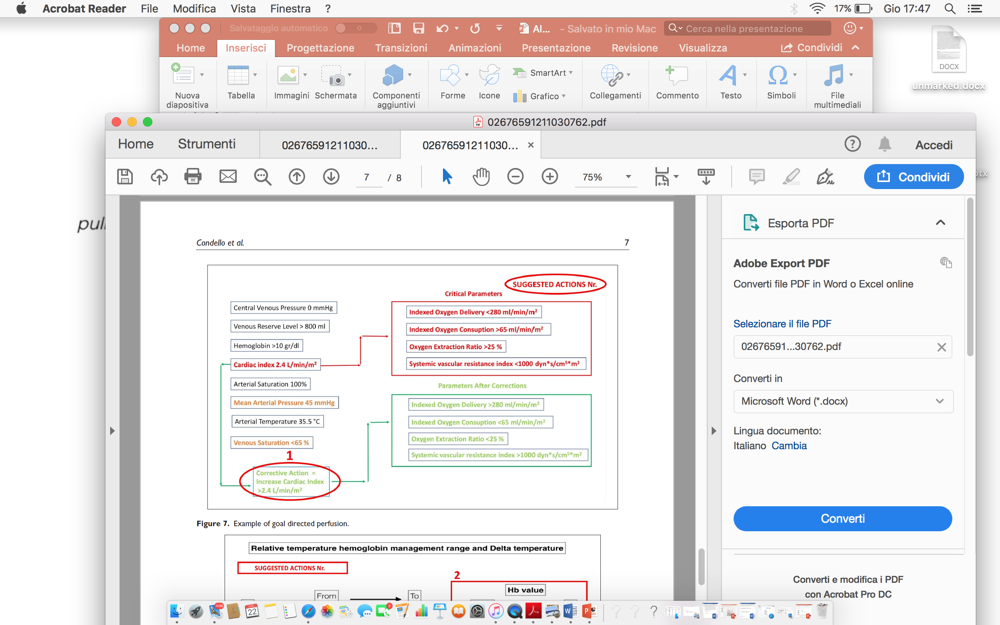 Acrobat Reader File Modifica Vista Finestra ? 17% Gio 17:47
Salvataggio automatico Al... - Salvato in mio Mac Cerca nella presentazione
Home Inserisci Progettazione Transizioni Animazioni Presentazione Revisione Visualizza Condividi
SmartArt
Nuova diapositiva
Tabella
Immagini
Schermata
Componenti aggiuntivi
Forme
Icone
Grafico
Collegamenti
Commento
Testo
Simboli
File multimediali
DOCX
unmarked.docx
02676591211030762.pdf
Home Strumenti 02676591211030... 02676591211030... Accedi
7 / 8 75% Condividi
Condello et al. 7
SUGGESTED ACTIONS Nr.
Critical Parameters
Central Venous Pressure 0 mmHg
Venous Reserve Level > 800 ml
Hemoglobin >10 gr/dl
Cardiac index 2.4 L/min/m²
Arterial Saturation 100%
Mean Arterial Pressure 45 mmHg
Arterial Temperature 35.5 °C
Venous Saturation <65 %
1
Corrective Action =
Increase Cardiac Index
>2.4 L/min/m²
Indexed Oxygen Delivery <280 ml/min/m²
Indexed Oxygen Consuption >65 ml/min/m²
Oxygen Extraction Ratio >25 %
Systemic vascular resistance index <1000 dyn*s/cm⁵*m²
Parameters After Corrections
Indexed Oxygen Delivery >280 ml/min/m²
Indexed Oxygen Consuption <65 ml/min/m²
Oxygen Extraction Ratio <25 %
Systemic vascular resistance index >1000 dyn*s/cm⁵*m²
Figure 7. Example of goal directed perfusion.
Relative temperature hemoglobin management range and Delta temperature
SUGGESTED ACTIONS Nr.
2
Hb value
From To
Esporta PDF
Adobe Export PDF
Converti file PDF in Word o Excel online
Selezionare il file PDF
02676591...30762.pdf
Converti in
Microsoft Word (*.docx)
Lingua documento:
Italiano Cambia
Converti
Converti e modifica i PDF
con Acrobat Pro DC
7439
LUG
22
2